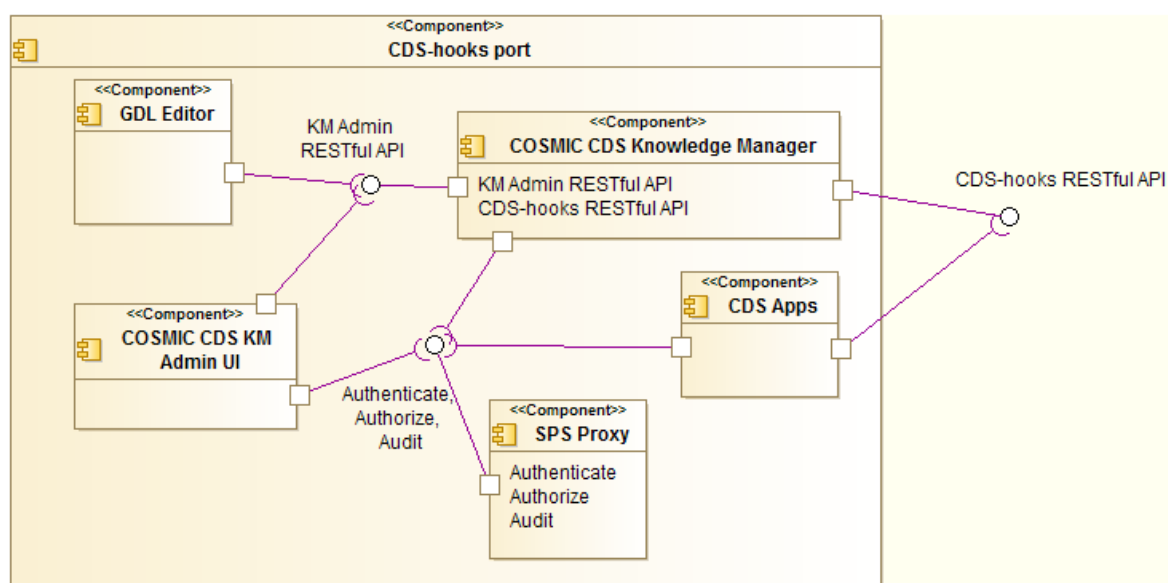 <<Component>>
CDS-hooks port
<<Component>>
GDL Editor
KM Admin
RESTful API
<<Component>>
COSMIC CDS Knowledge Manager
KM Admin RESTful API
CDS-hooks RESTful API
CDS-hooks RESTful API
<<Component>>
COSMIC CDS KM
Admin UI
<<Component>>
CDS Apps
Authenticate,
Authorize,
Audit
<<Component>>
SPS Proxy
Authenticate
Authorize
Audit